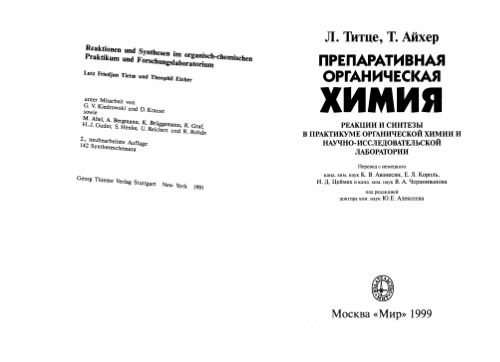 Reaktionen und Synthesen im organisch-chemischen
Praktikum und Forschungslaboratorium
Lutz Friedjan Tietze und Theophil Eicher
unter Mitarbeit von
G. V. Kiedrowski und D. Krause
sowie
M. Abel, A. Bergmann, K. Brüggemann, R. Graf,
H.-J. Guder, S. Henke, U. Reichert und R. Rohde
2., neubearbeitete Auflage
142 Syntheseschemata
Georg Thieme Verlag Stuttgart New York 1991
Л. Титце, Т. Айхер
ПРЕПАРАТИВНАЯ
ОРГАНИЧЕСКАЯ
ХИМИЯ
РЕАКЦИИ И СИНТЕЗЫ
В ПРАКТИКУМЕ ОРГАНИЧЕСКОЙ ХИМИИ И
НАУЧНО-ИССЛЕДОВАТЕЛЬСКОЙ
ЛАБОРАТОРИИ
Перевод с немецкого
канд. хим. наук К. В. Аванесян, Е. Л. Король,
И. Д. Цеймах и канд. хим. наук В. А. Черноиванова
под редакцией
доктора хим. наук Ю.Е. Алексеева
Москва «Мир» 1999